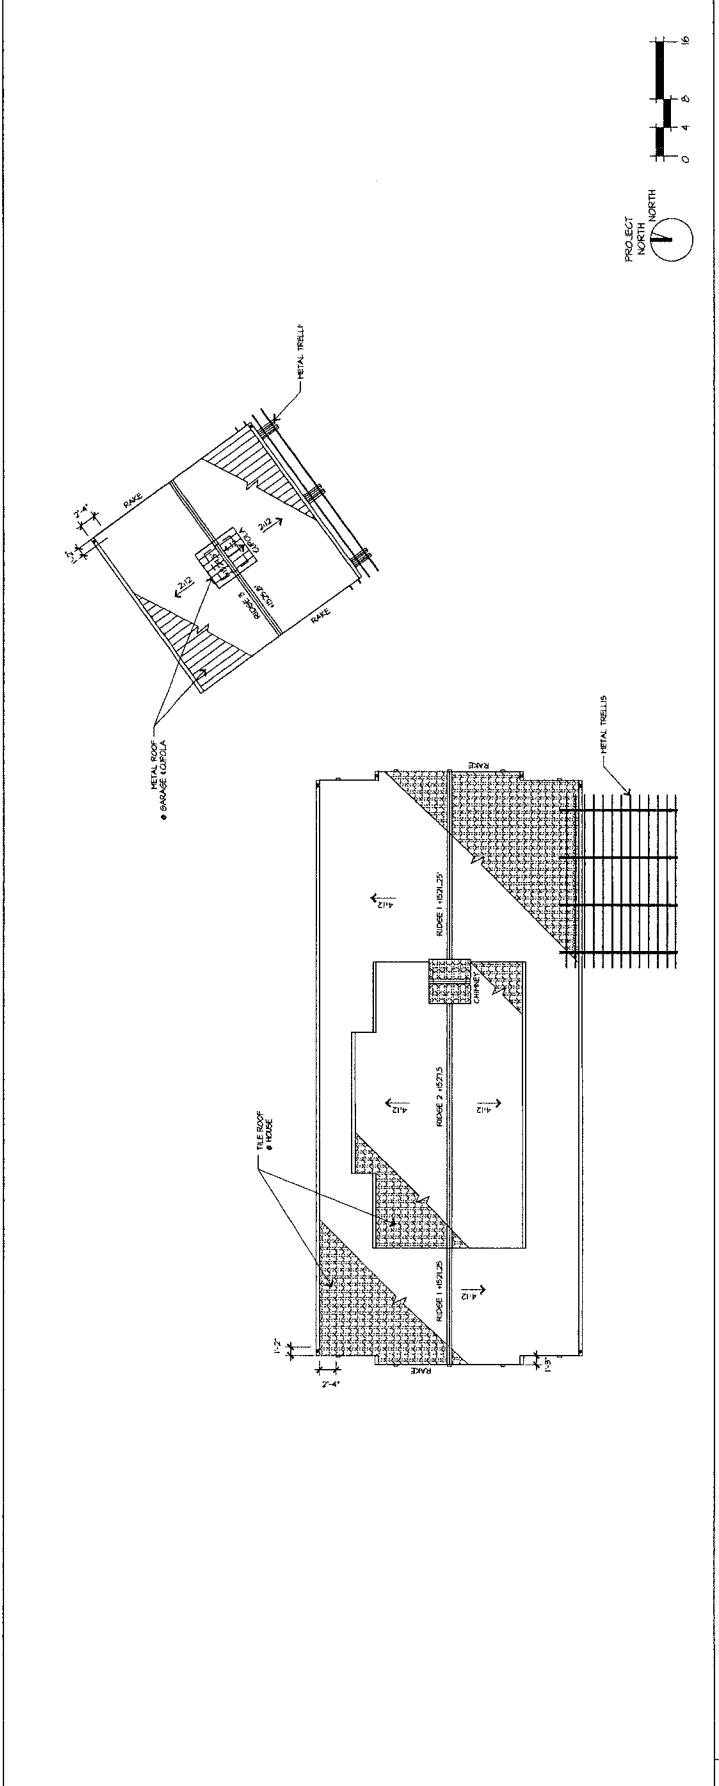 16
8
4
0
PROJECT
NORTH
NORTH
METAL TRELLI
2'-4"
RAKE
2:12
CUPOLA
2:12
RIDGE 3
RAKE
METAL ROOF
@ GARAGE & CUPOLA
METAL TRELLIS
RAKE
4:12
RIDGE 1 +1521.25'
CHIMNEY
4:12
RIDGE 2 +1527.5
4:12
TILE ROOF
@ HOUSE
4:12
RIDGE 1 +1521.25
1'-2"
2'-4"
RAKE
1'-3"